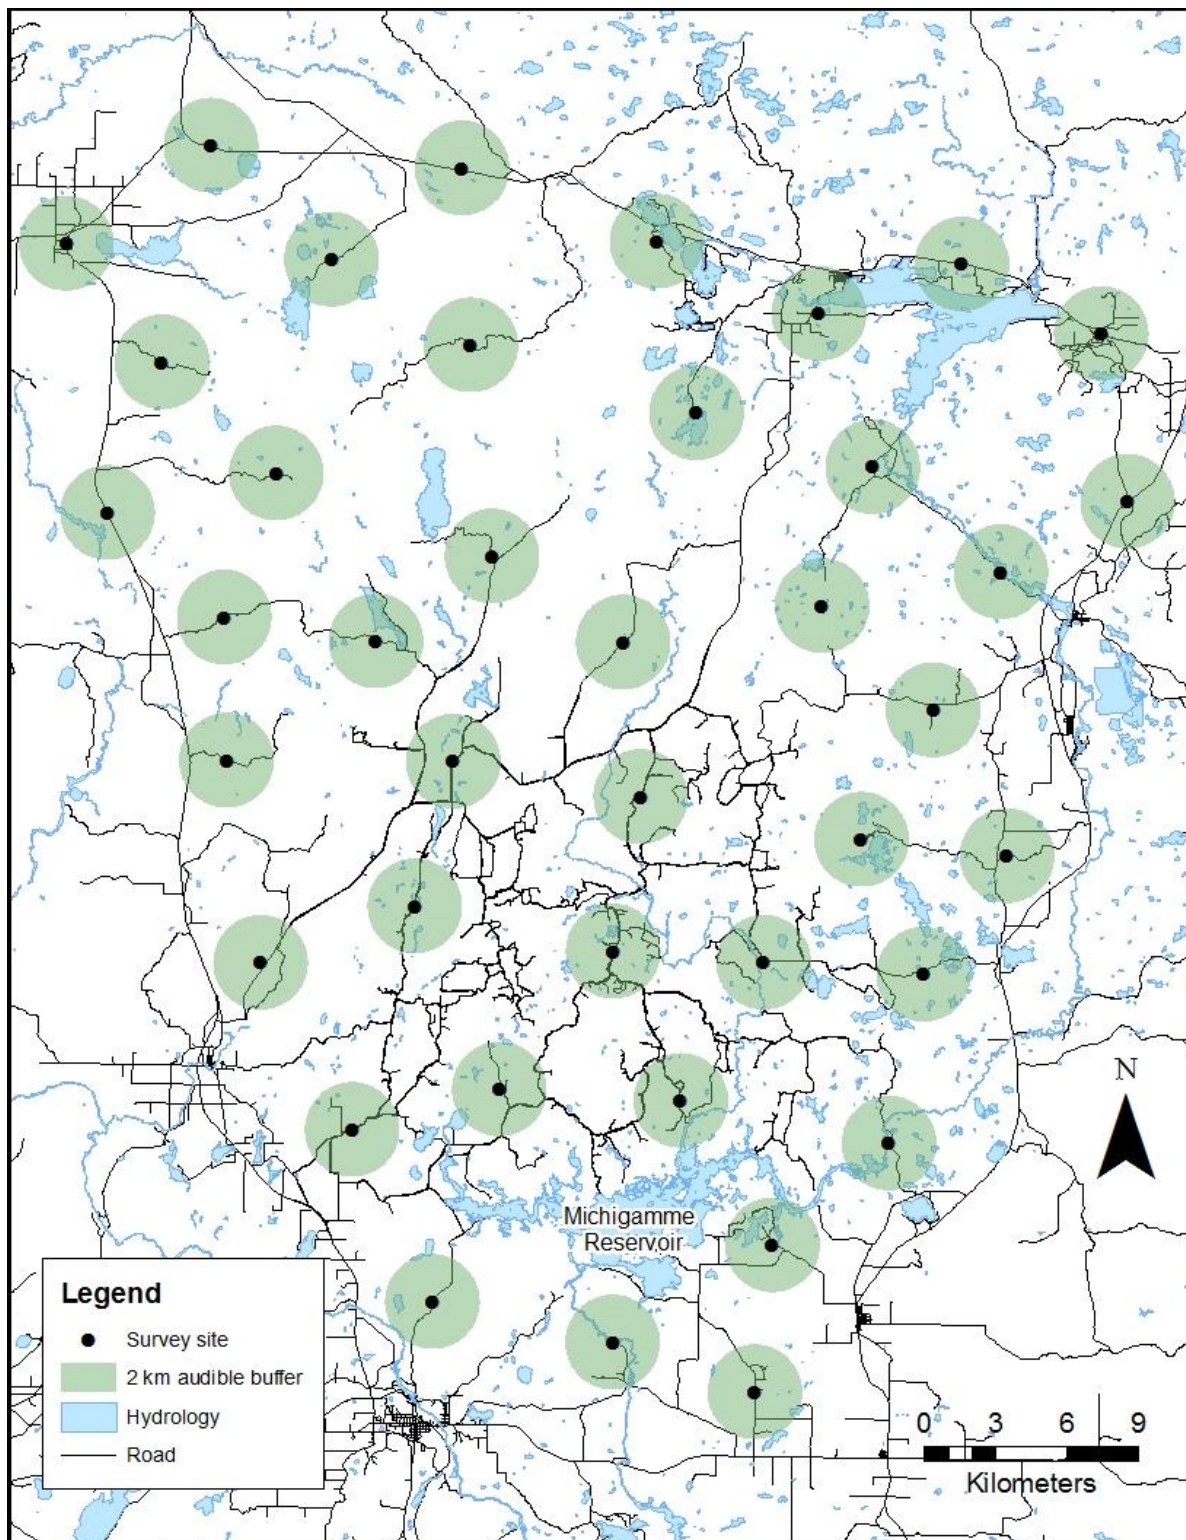 N
Michigamme
Reservoir
Legend
Survey site
2 km audible buffer
Hydrology
Road
0 3 6 9
Kilometers